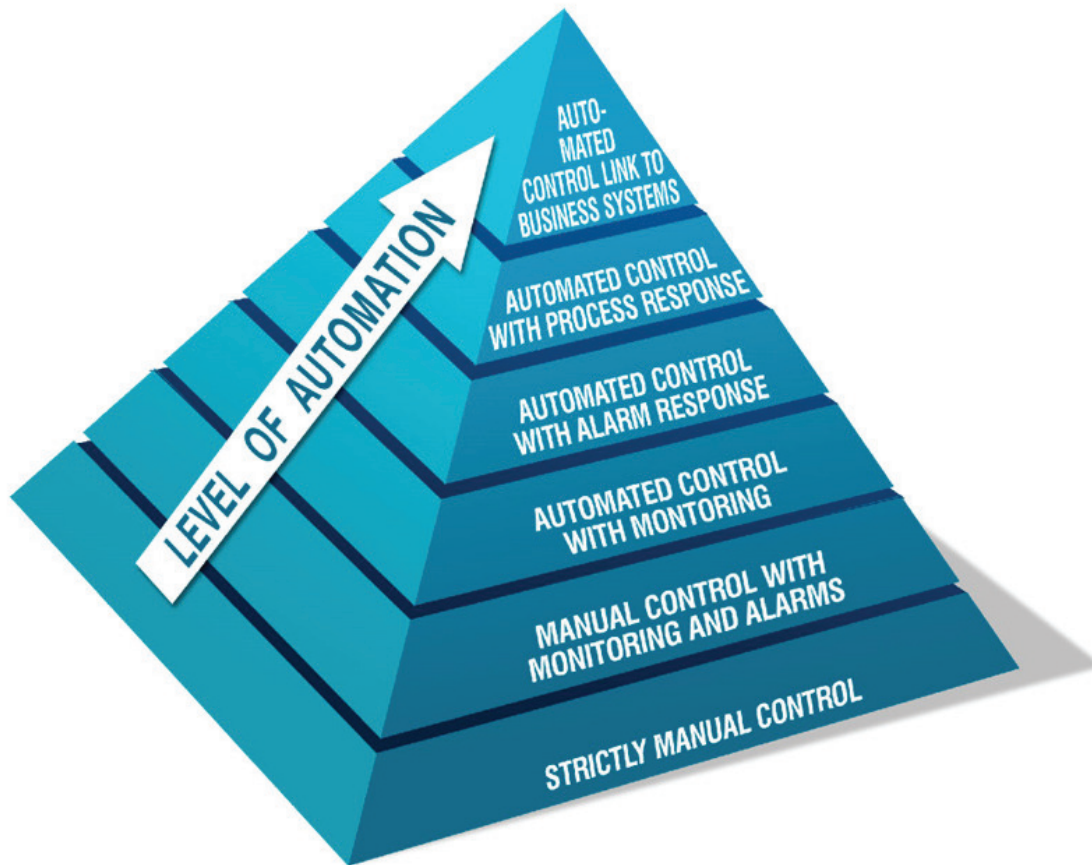 AUTO-
MATED
CONTROL LINK TO
BUSINESS SYSTEMS
AUTOMATED CONTROL
WITH PROCESS RESPONSE
AUTOMATED CONTROL
WITH ALARM RESPONSE
AUTOMATED CONTROL
WITH MONTORING
MANUAL CONTROL WITH
MONITORING AND ALARMS
STRICTLY MANUAL CONTROL
LEVEL OF AUTOMATION